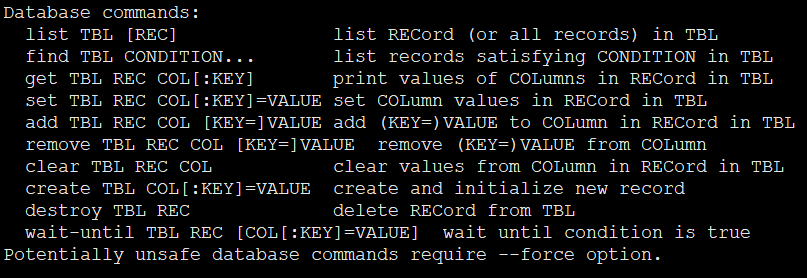 Database commands:
  list TBL [REC]             list RECord (or all records) in TBL
  find TBL CONDITION...      list records satisfying CONDITION in TBL
  get TBL REC COL[:KEY]      print values of COLumns in RECord in TBL
  set TBL REC COL[:KEY]=VALUE set COLumn values in RECord in TBL
  add TBL REC COL [KEY=]VALUE add (KEY=)VALUE to COLumn in RECord in TBL
  remove TBL REC COL [KEY=]VALUE  remove (KEY=)VALUE from COLumn
  clear TBL REC COL          clear values from COLumn in RECord in TBL
  create TBL COL[:KEY]=VALUE  create and initialize new record
  destroy TBL REC            delete RECord from TBL
  wait-until TBL REC [COL[:KEY]=VALUE]  wait until condition is true
Potentially unsafe database commands require --force option.